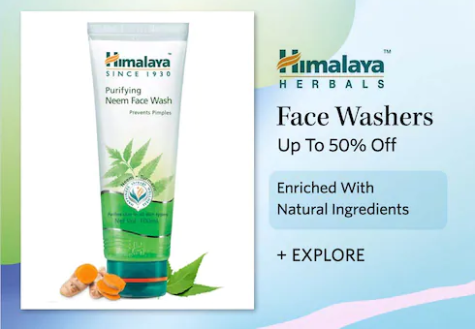 Himalaya
SINCE 1930
Purifying
Neem Face Wash
Prevents Pimples
Himalaya™
HERBALS
Face Washers
Up To 50% Off
Enriched With
Natural Ingredients
+ EXPLORE